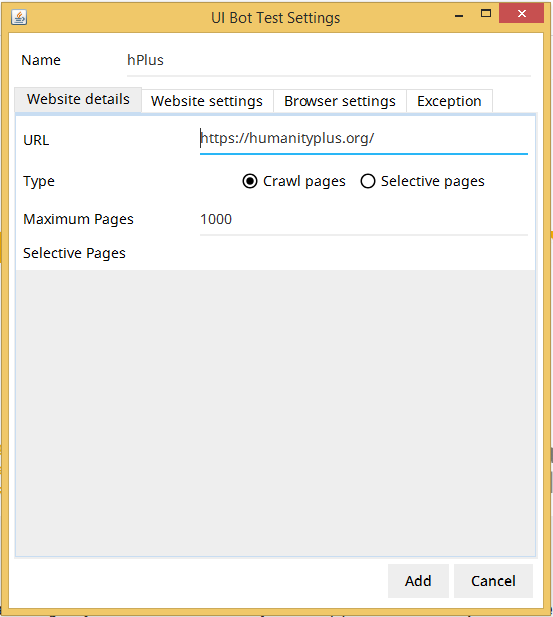 UI Bot Test Settings
Name hPlus
Website details Website settings Browser settings Exception
URL https://humanityplus.org/
Type Crawl pages Selective pages
Maximum Pages 1000
Selective Pages
Add Cancel